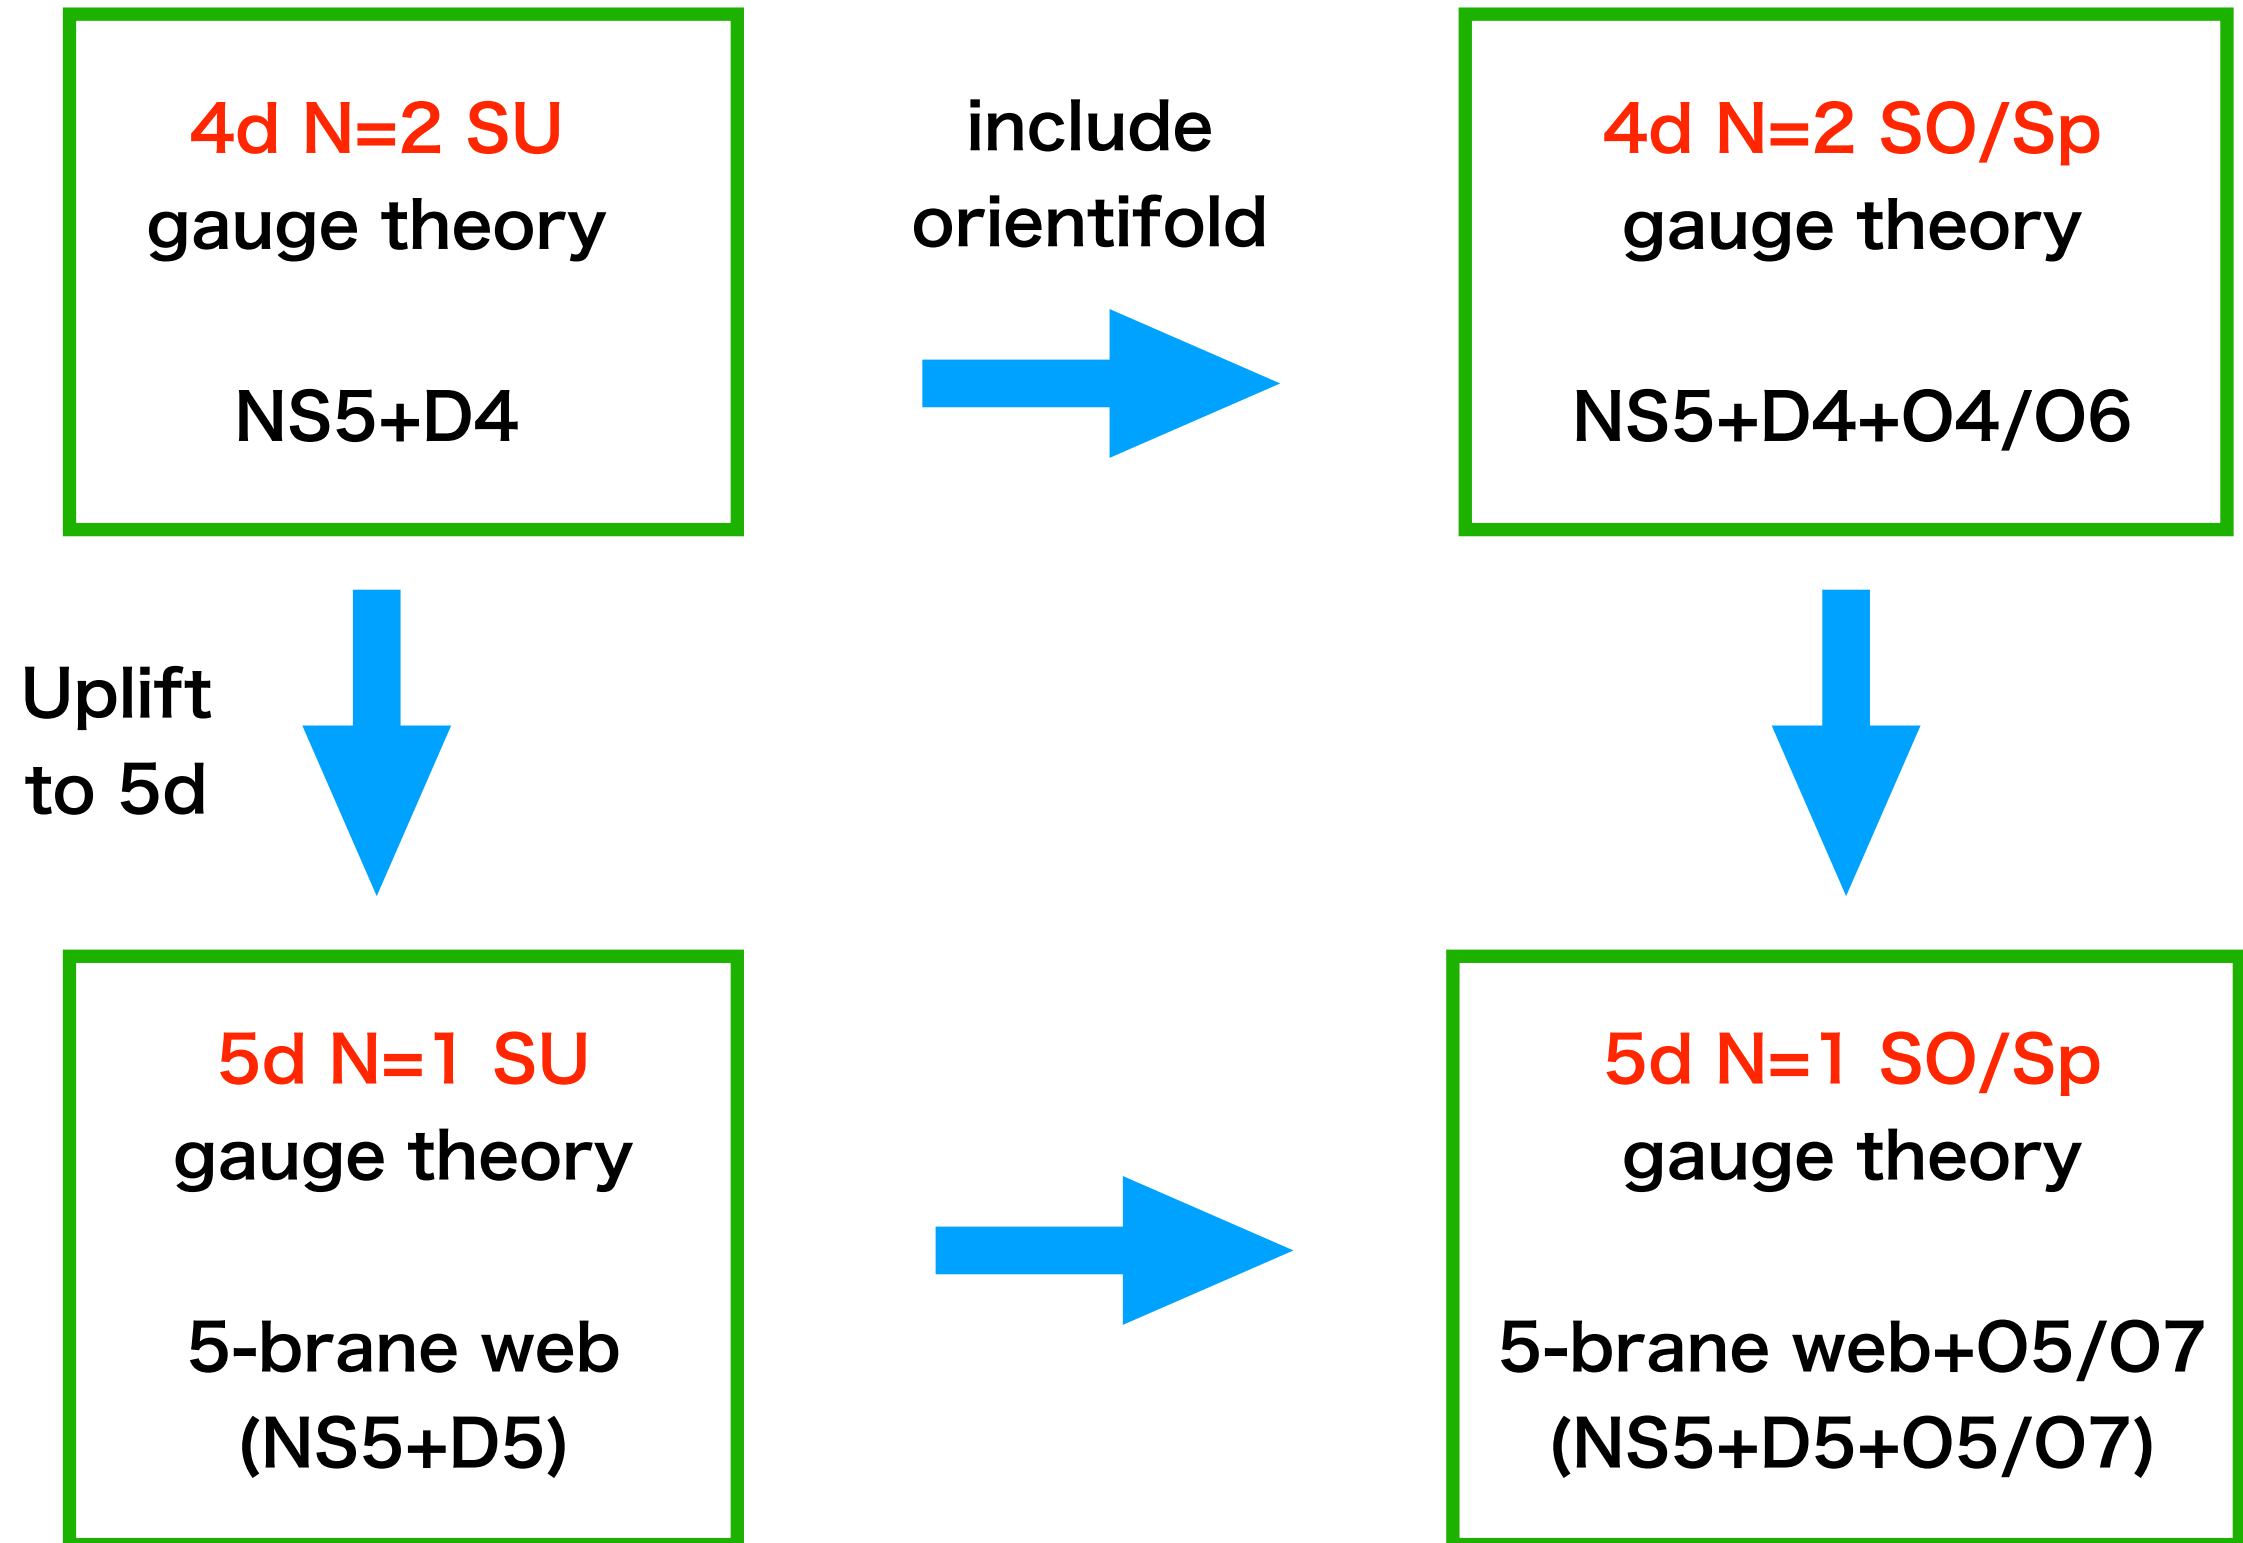 4d N=2 SU
gauge theory
NS5+D4
include
orientifold
4d N=2 SO/Sp
gauge theory
NS5+D4+O4/O6
Uplift
to 5d
5d N=1 SU
gauge theory
5-brane web
(NS5+D5)
5d N=1 SO/Sp
gauge theory
5-brane web+O5/O7
(NS5+D5+O5/O7)